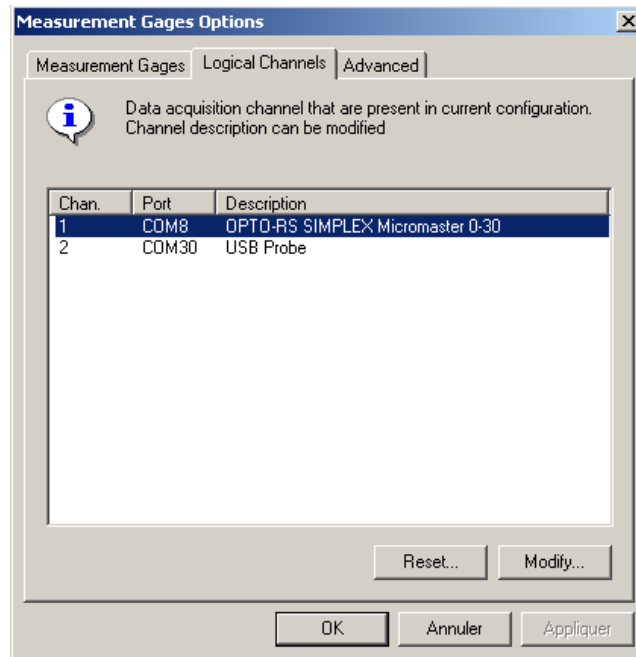 Measurement Gages Options
Measurement Gages Logical Channels Advanced
Data acquisition channel that are present in current configuration.
Channel description can be modified
Chan. Port Description
1 COM8 OPTO-RS SIMPLEX Micromaster 0-30
2 COM30 USB Probe
Reset... Modify...
OK Annuler Appliquer